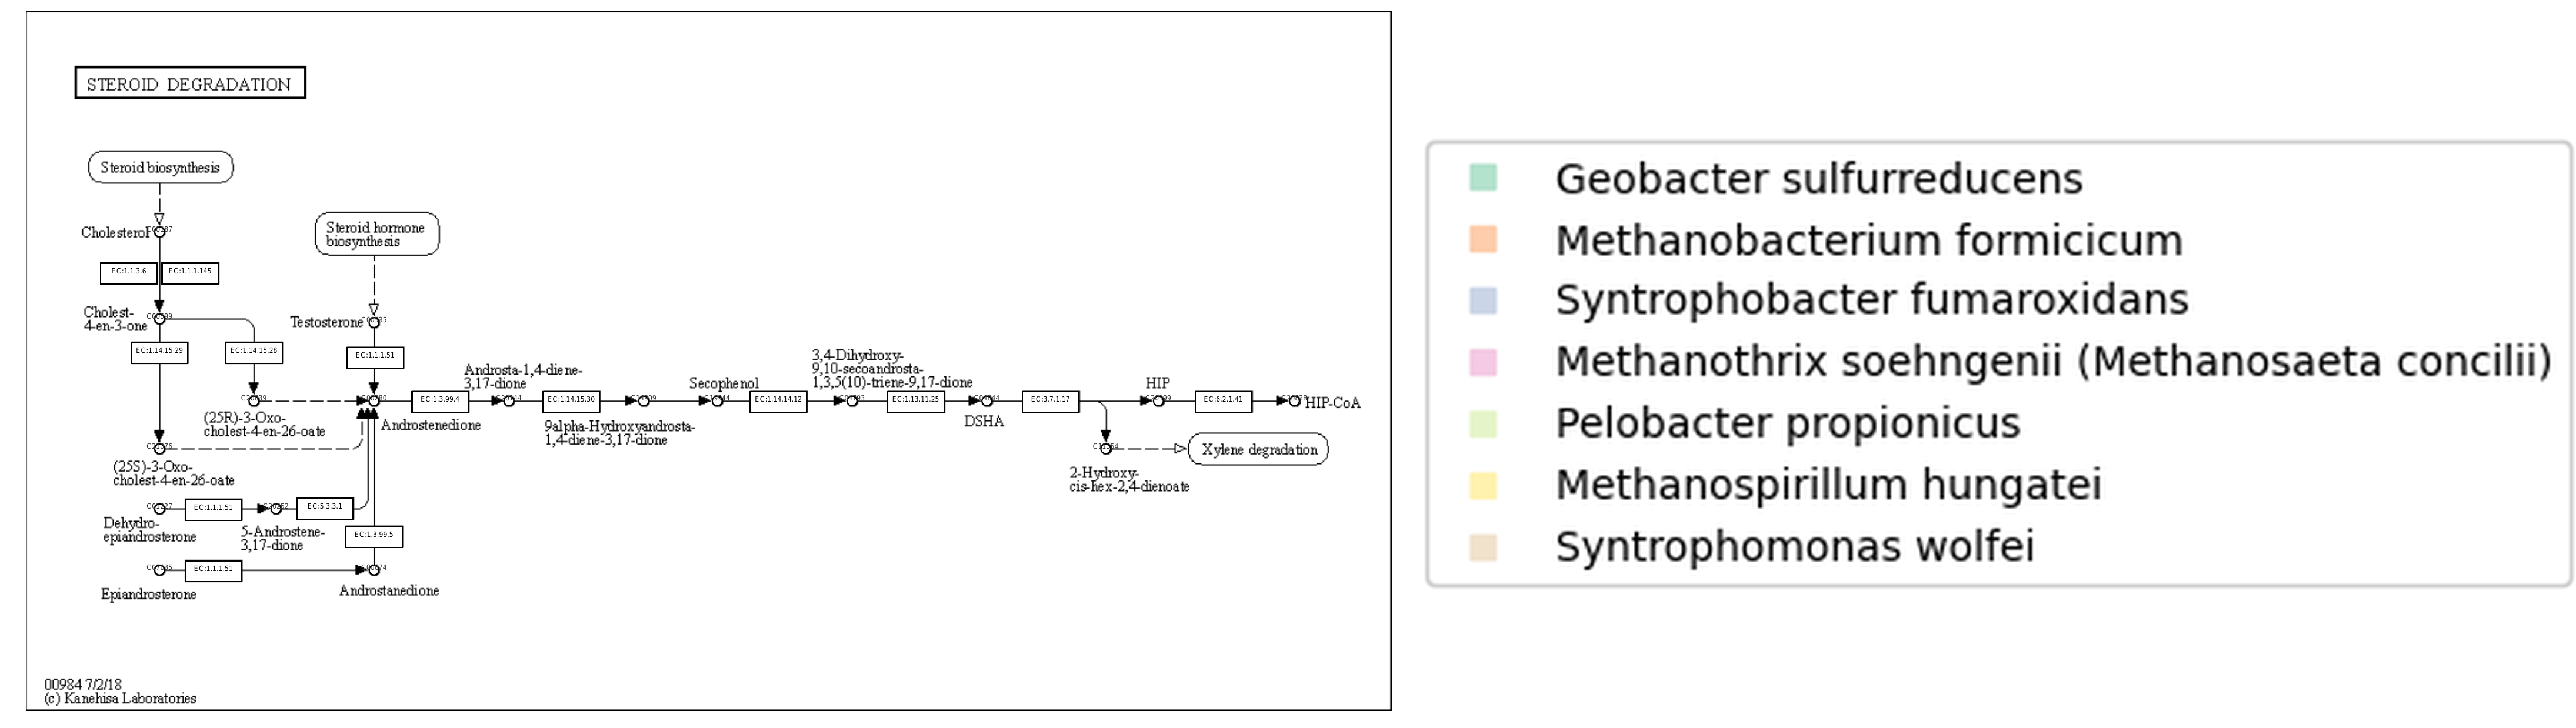 STEROID DEGRADATION
Steroid biosynthesis
Cholesterol
EC:1.1.3.6
EC:1.1.1.145
Cholest-
4-en-3-one
EC:1.14.15.29
EC:1.14.15.28
Steroid hormone
biosynthesis
Testosterone
EC:1.1.1.51
(25R)-3-Oxo-
cholest-4-en-26-oate
(25S)-3-Oxo-
cholest-4-en-26-oate
Androstenedione
EC:1.3.99.4
Androsta-1,4-diene-
3,17-dione
EC:1.14.15.30
9alpha-Hydroxyandrosta-
1,4-diene-3,17-dione
Secophenol
EC:1.14.14.12
3,4-Dihydroxy-
9,10-secoandrosta-
1,3,5(10)-triene-9,17-dione
EC:1.13.11.25
DSHA
EC:3.7.1.17
HIP
EC:6.2.1.41
HIP-CoA
2-Hydroxy-
cis-hex-2,4-dienoate
Xylene degradation
Dehydro-
epiandrosterone
EC:1.1.1.51
5-Androstene-
3,17-dione
EC:5.3.3.1
EC:1.3.99.5
Epiandrosterone
EC:1.1.1.51
Androstanedione
00984 7/2/18
(c) Kanehisa Laboratories
Geobacter sulfurreducens
Methanobacterium formicicum
Syntrophobacter fumaroxidans
Methanothrix soehngenii (Methanosaeta concilii)
Pelobacter propionicus
Methanospirillum hungatei
Syntrophomonas wolfei